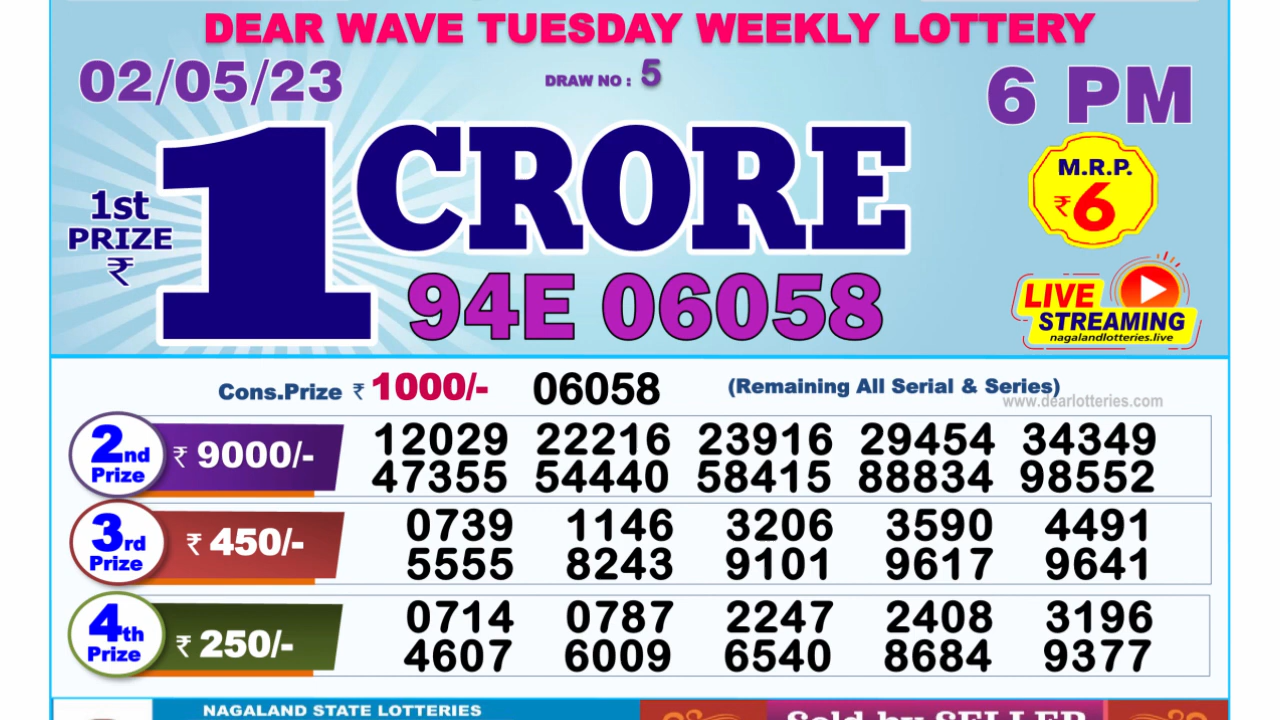 DEAR WAVE TUESDAY WEEKLY LOTTERY
02/05/23
DRAW NO : 5
6 PM
1st PRIZE ₹
1 CRORE
94E 06058
M.R.P.
₹6
LIVE
STREAMING
nagalandlotteries.live
Cons.Prize ₹ 1000/- 06058 (Remaining All Serial & Series)
www.dearlotteries.com
2nd Prize ₹ 9000/-
12029 22216 23916 29454 34349
47355 54440 58415 88834 98552
3rd Prize ₹ 450/-
0739 1146 3206 3590 4491
5555 8243 9101 9617 9641
4th Prize ₹ 250/-
0714 0787 2247 2408 3196
4607 6009 6540 8684 9377
NAGALAND STATE LOTTERIES
Sold by SELLER